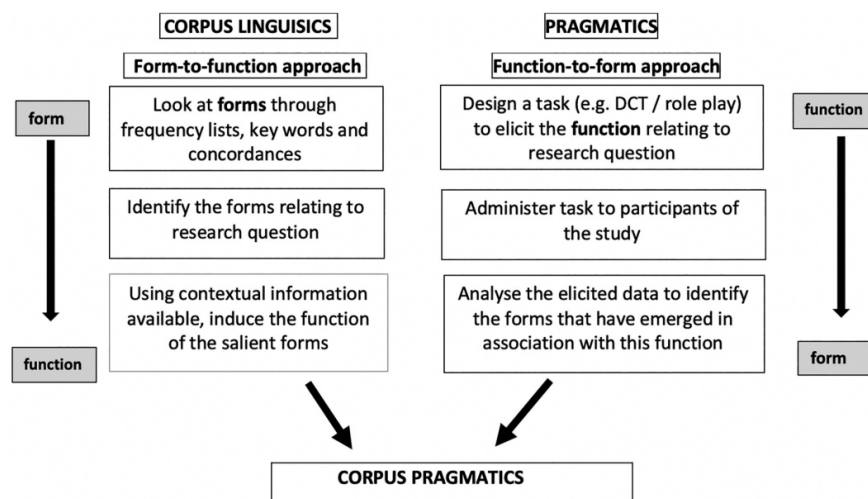 CORPUS LINGUISICS
Form-to-function approach
form
Look at forms through
frequency lists, key words and
concordances
Identify the forms relating to
research question
Using contextual information
available, induce the function
of the salient forms
function
PRAGMATICS
Function-to-form approach
Design a task (e.g. DCT / role play)
to elicit the function relating to
research question
function
Administer task to participants
of the study
Analyse the elicited data to identify
the forms that have emerged in
association with this function
form
CORPUS PRAGMATICS